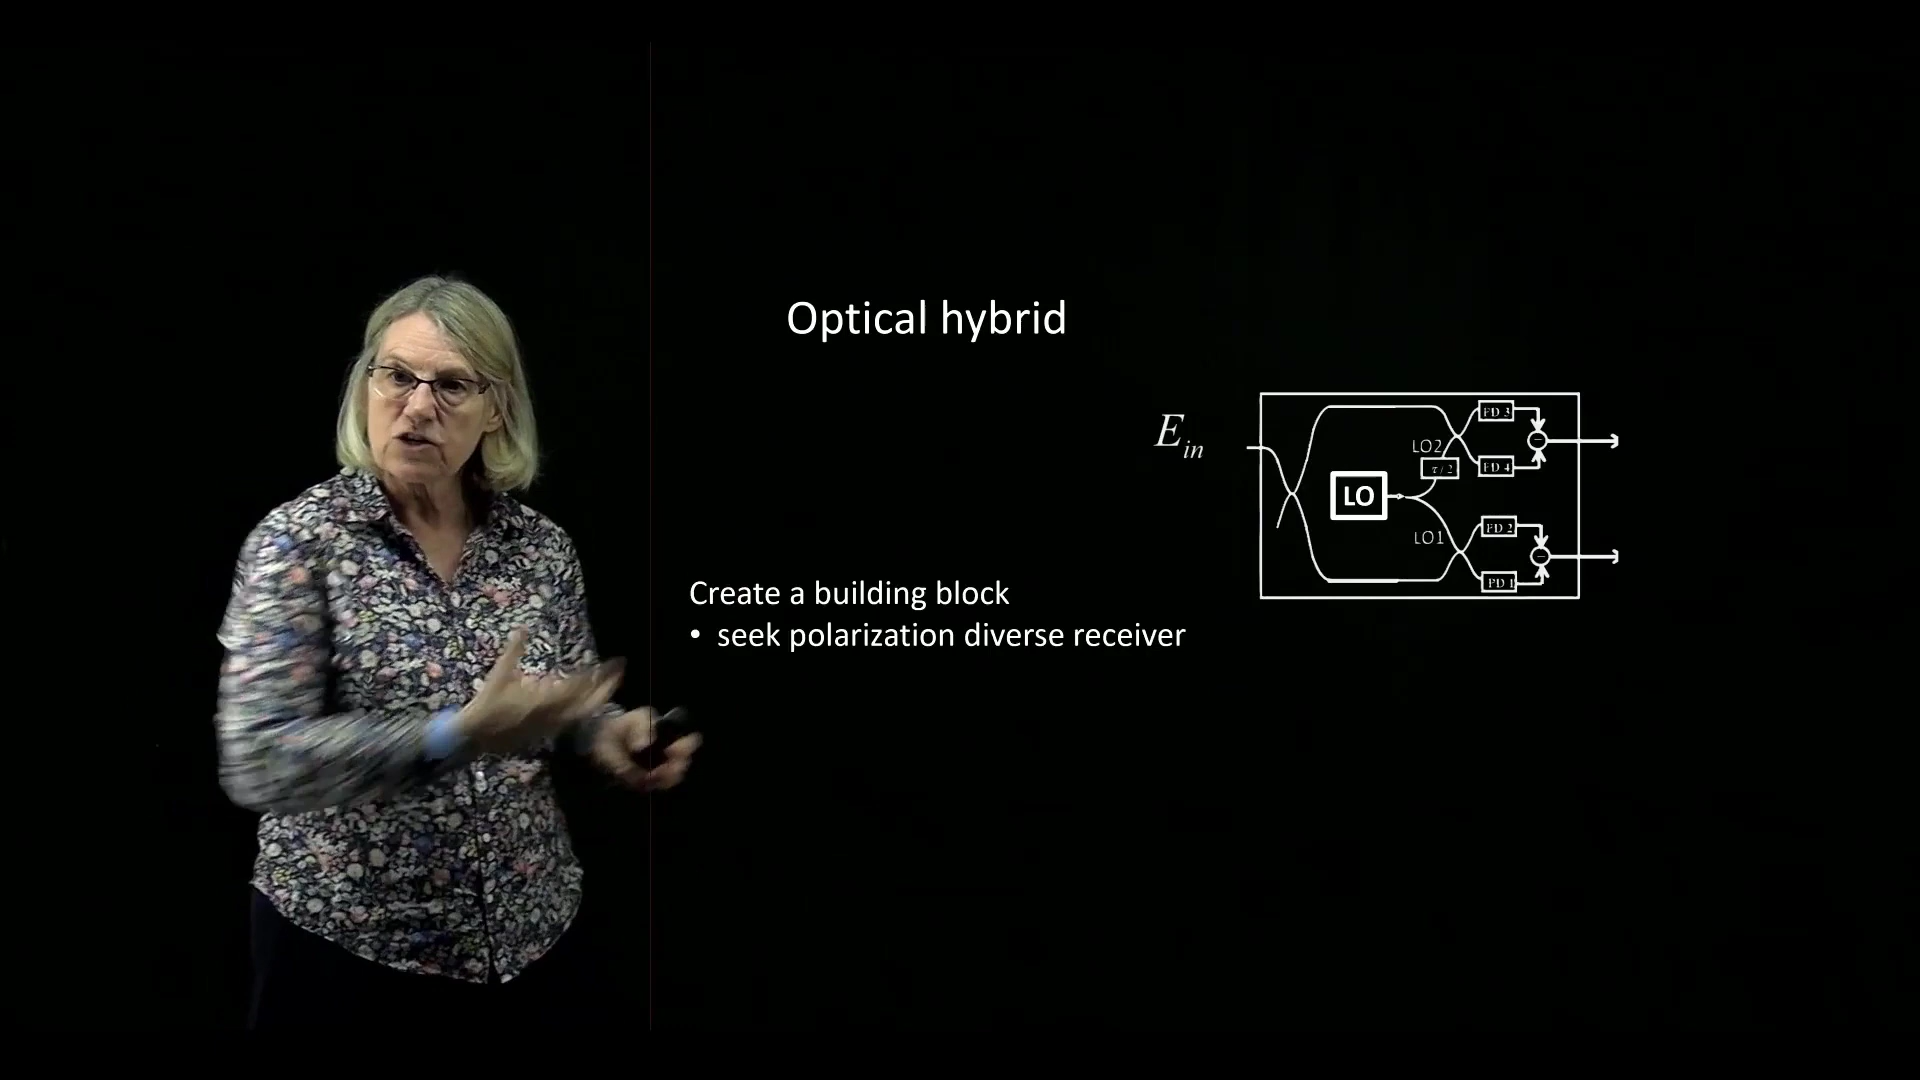 Optical hybrid
E_in
PD 3
LO2
PD 4
LO
PD 2
LO1
PD 1
Create a building block
• seek polarization diverse receiver